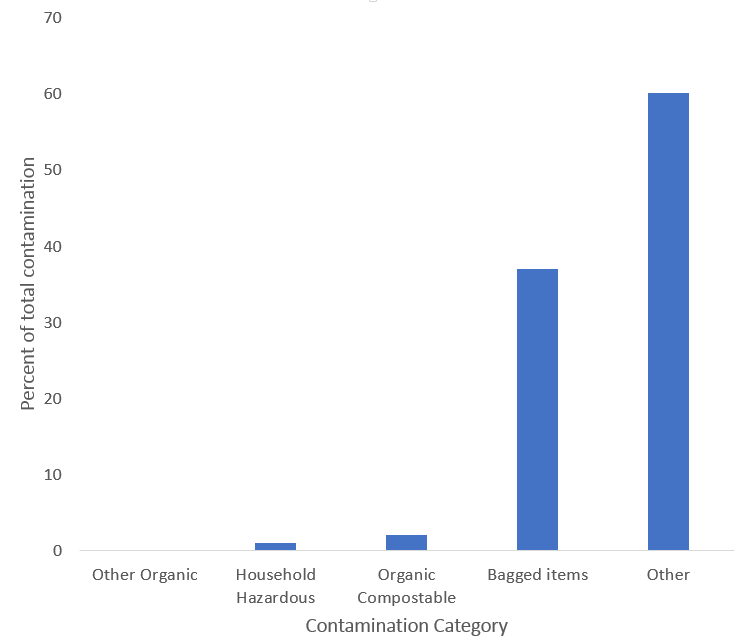 70
60
50
40
30
20
10
0
Percent of total contamination
Other Organic
Household
Hazardous
Organic
Compostable
Bagged items
Other
Contamination Category